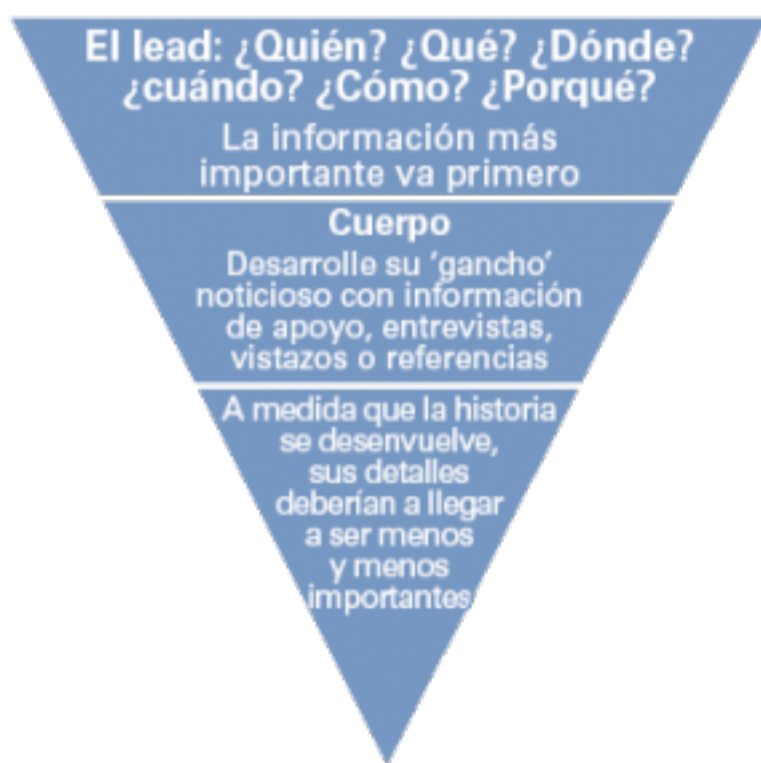 El lead: ¿Quién? ¿Qué? ¿Dónde?
¿cuándo? ¿Cómo? ¿Porqué?
La información más
importante va primero
Cuerpo
Desarrolle su ‘gancho’
noticioso con información
de apoyo, entrevistas,
vistazos o referencias
A medida que la historia
se desenvuelve,
sus detalles
deberían a llegar
a ser menos
y menos
importantes